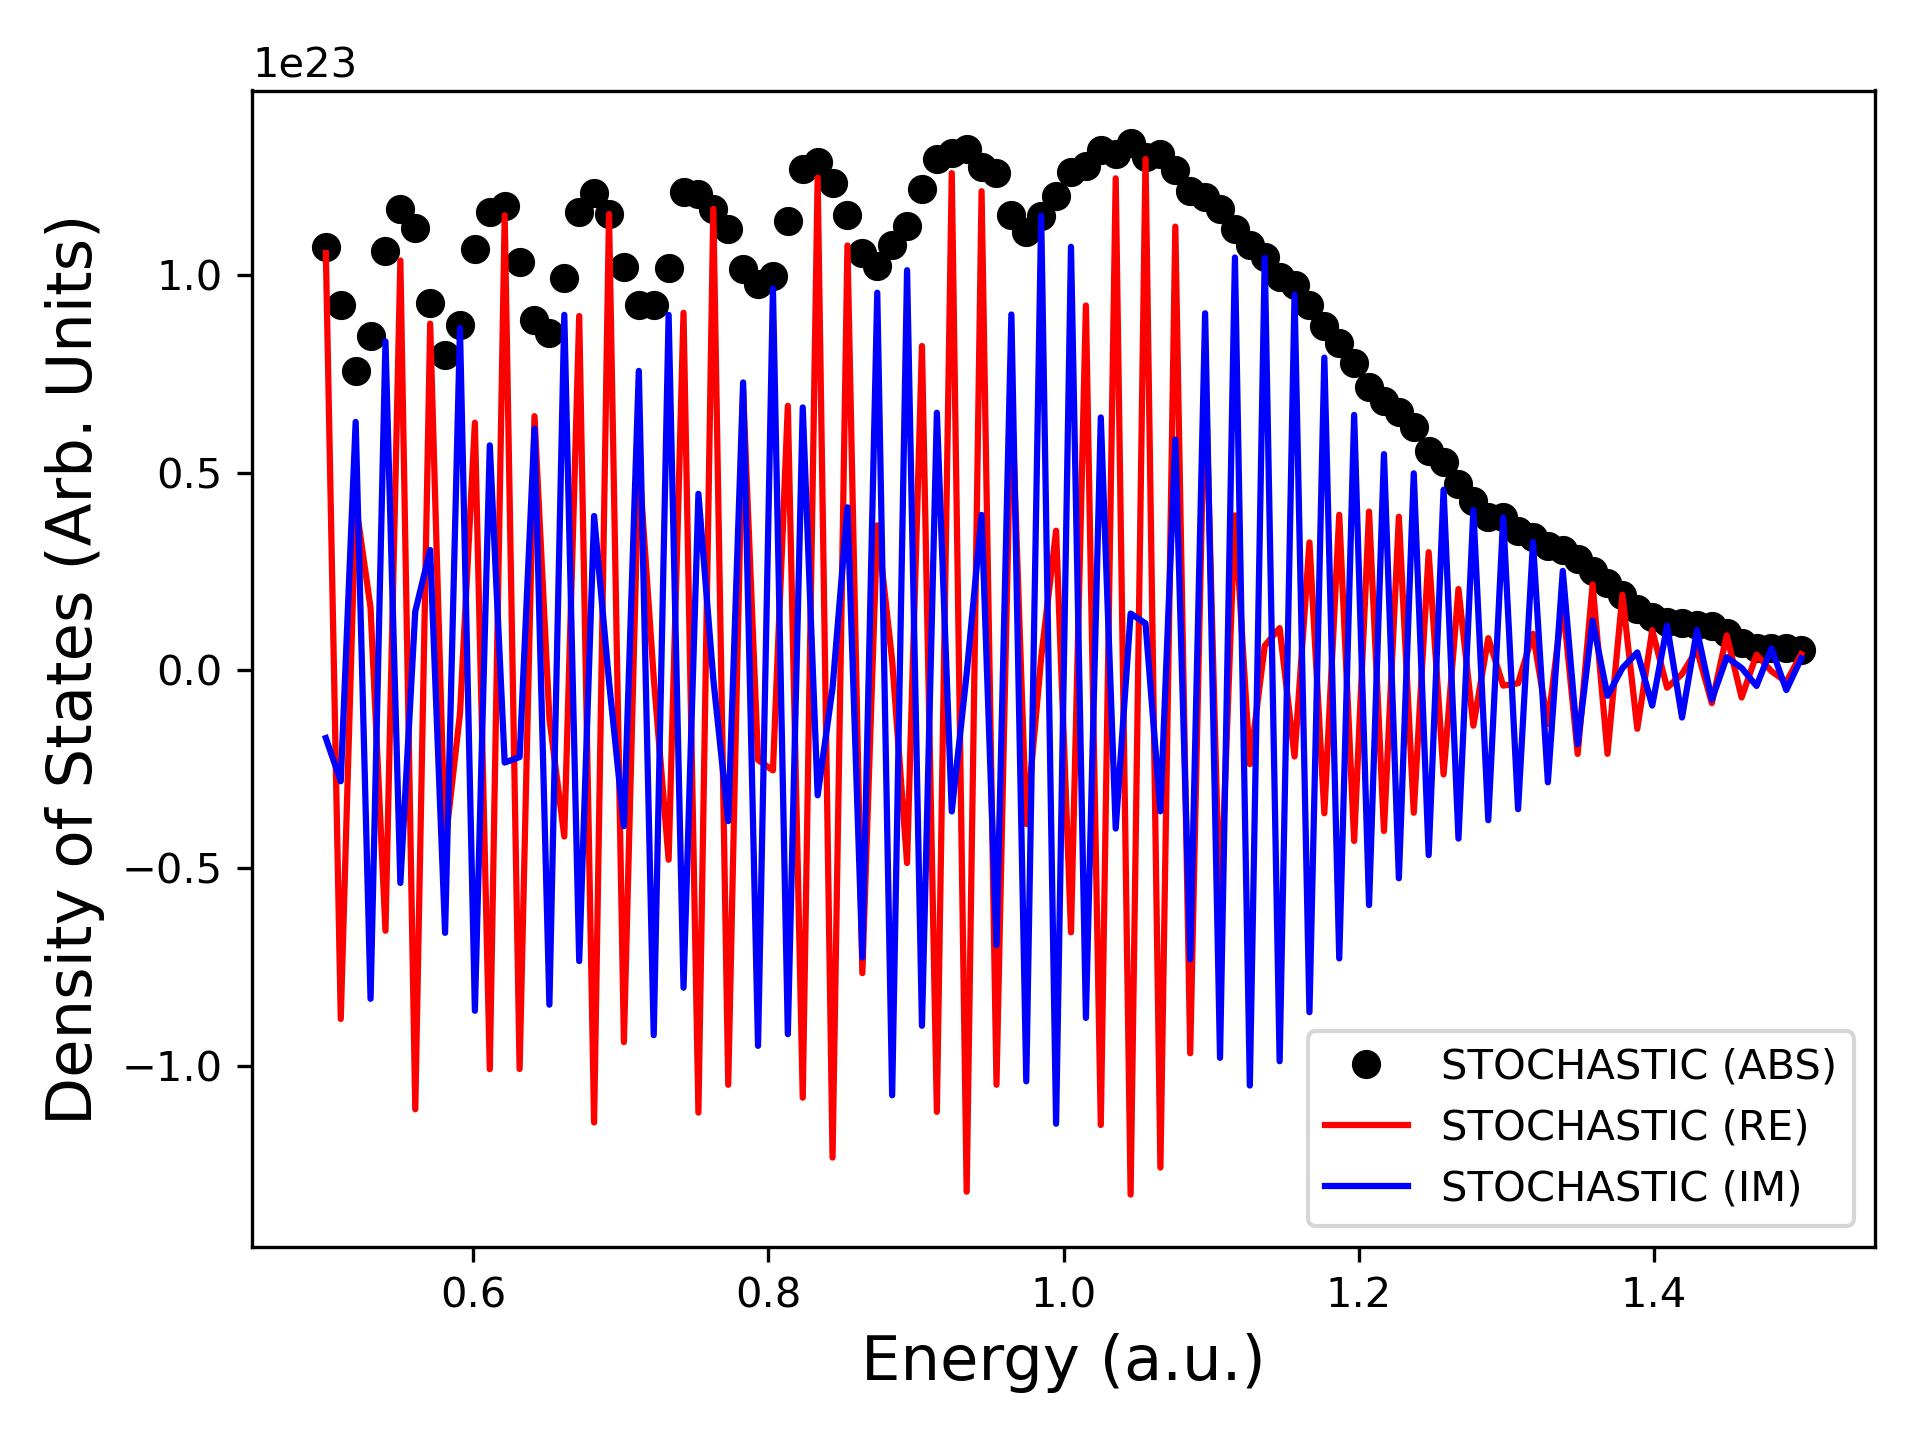 1e23
Density of States (Arb. Units)
1.0
0.5
0.0
−0.5
−1.0
STOCHASTIC (ABS)
STOCHASTIC (RE)
STOCHASTIC (IM)
0.6
0.8
1.0
1.2
1.4
Energy (a.u.)